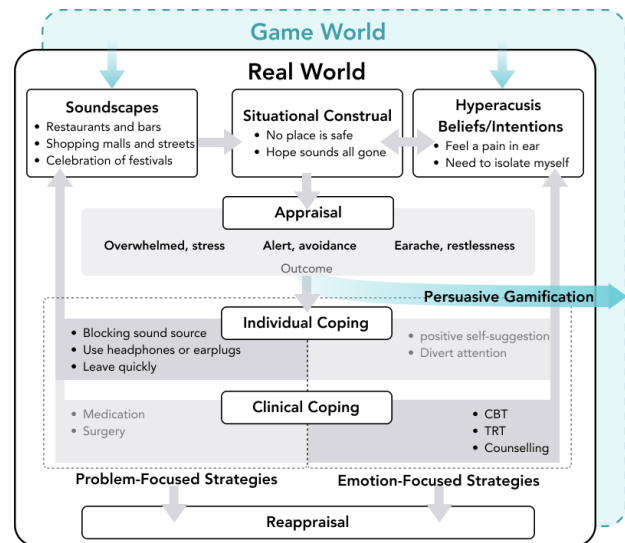 Game World
Real World
Soundscapes
• Restaurants and bars
• Shopping malls and streets
• Celebration of festivals
Situational Construal
• No place is safe
• Hope sounds all gone
Hyperacusis
Beliefs/Intentions
• Feel a pain in ear
• Need to isolate myself
Appraisal
Overwhelmed, stress
Alert, avoidance
Earache, restlessness
Outcome
Persuasive Gamification
Individual Coping
• Blocking sound source
• Use headphones or earplugs
• Leave quickly
• positive self-suggestion
• Divert attention
Clinical Coping
• Medication
• Surgery
• CBT
• TRT
• Counselling
Problem-Focused Strategies
Emotion-Focused Strategies
Reappraisal